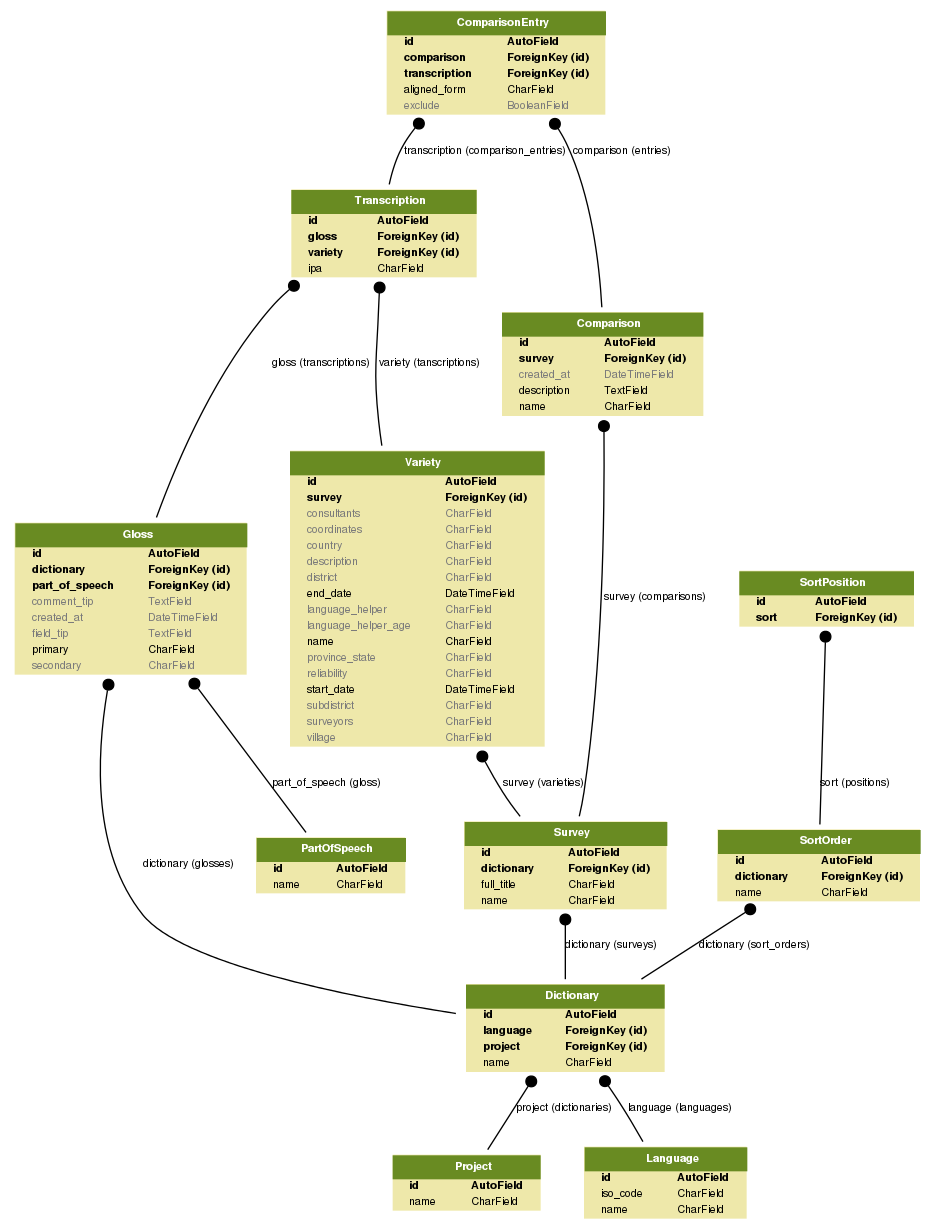 ComparisonEntry
id AutoField
comparison ForeignKey (id)
transcription ForeignKey (id)
aligned_form CharField
exclude BooleanField
transcription (comparison_entries) comparison (entries)
Transcription
id AutoField
gloss ForeignKey (id)
variety ForeignKey (id)
ipa CharField
Comparison
id AutoField
survey ForeignKey (id)
created_at DateTimeField
description TextField
name CharField
gloss (transcriptions) variety (tanscriptions)
Variety
id AutoField
survey ForeignKey (id)
consultants CharField
coordinates CharField
country CharField
description CharField
district CharField
end_date DateTimeField
language_helper CharField
language_helper_age CharField
name CharField
province_state CharField
reliability CharField
start_date DateTimeField
subdistrict CharField
surveyors CharField
village CharField
Gloss
id AutoField
dictionary ForeignKey (id)
part_of_speech ForeignKey (id)
comment_tip TextField
created_at DateTimeField
field_tip TextField
primary CharField
secondary CharField
survey (comparisons)
SortPosition
id AutoField
sort ForeignKey (id)
part_of_speech (gloss)
survey (varieties)
sort (positions)
dictionary (glosses)
PartOfSpeech
id AutoField
name CharField
Survey
id AutoField
dictionary ForeignKey (id)
full_title CharField
name CharField
SortOrder
id AutoField
dictionary ForeignKey (id)
name CharField
dictionary (surveys)
dictionary (sort_orders)
Dictionary
id AutoField
language ForeignKey (id)
project ForeignKey (id)
name CharField
project (dictionaries) language (languages)
Project
id AutoField
name CharField
Language
id AutoField
iso_code CharField
name CharField